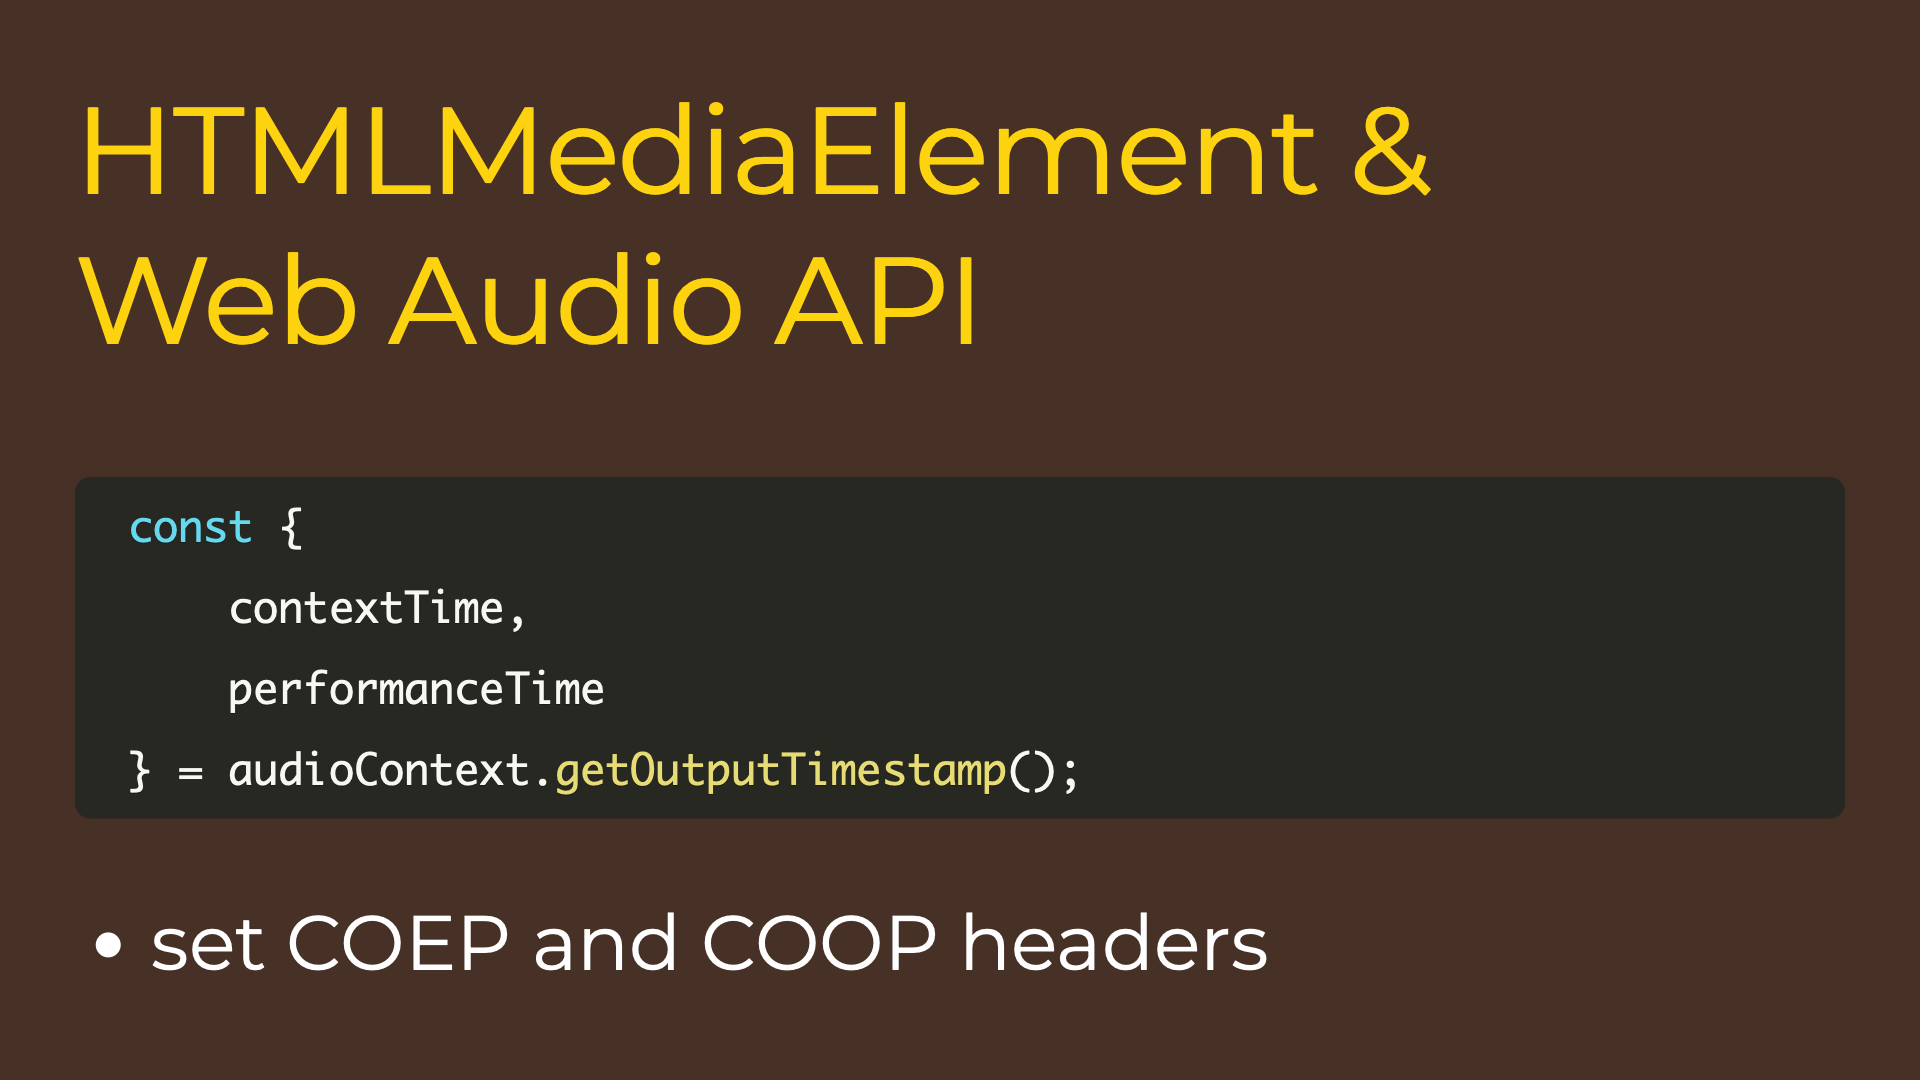 HTMLMediaElement &
Web Audio API
const {
    contextTime,
    performanceTime
} = audioContext.getOutputTimestamp();
• set COEP and COOP headers